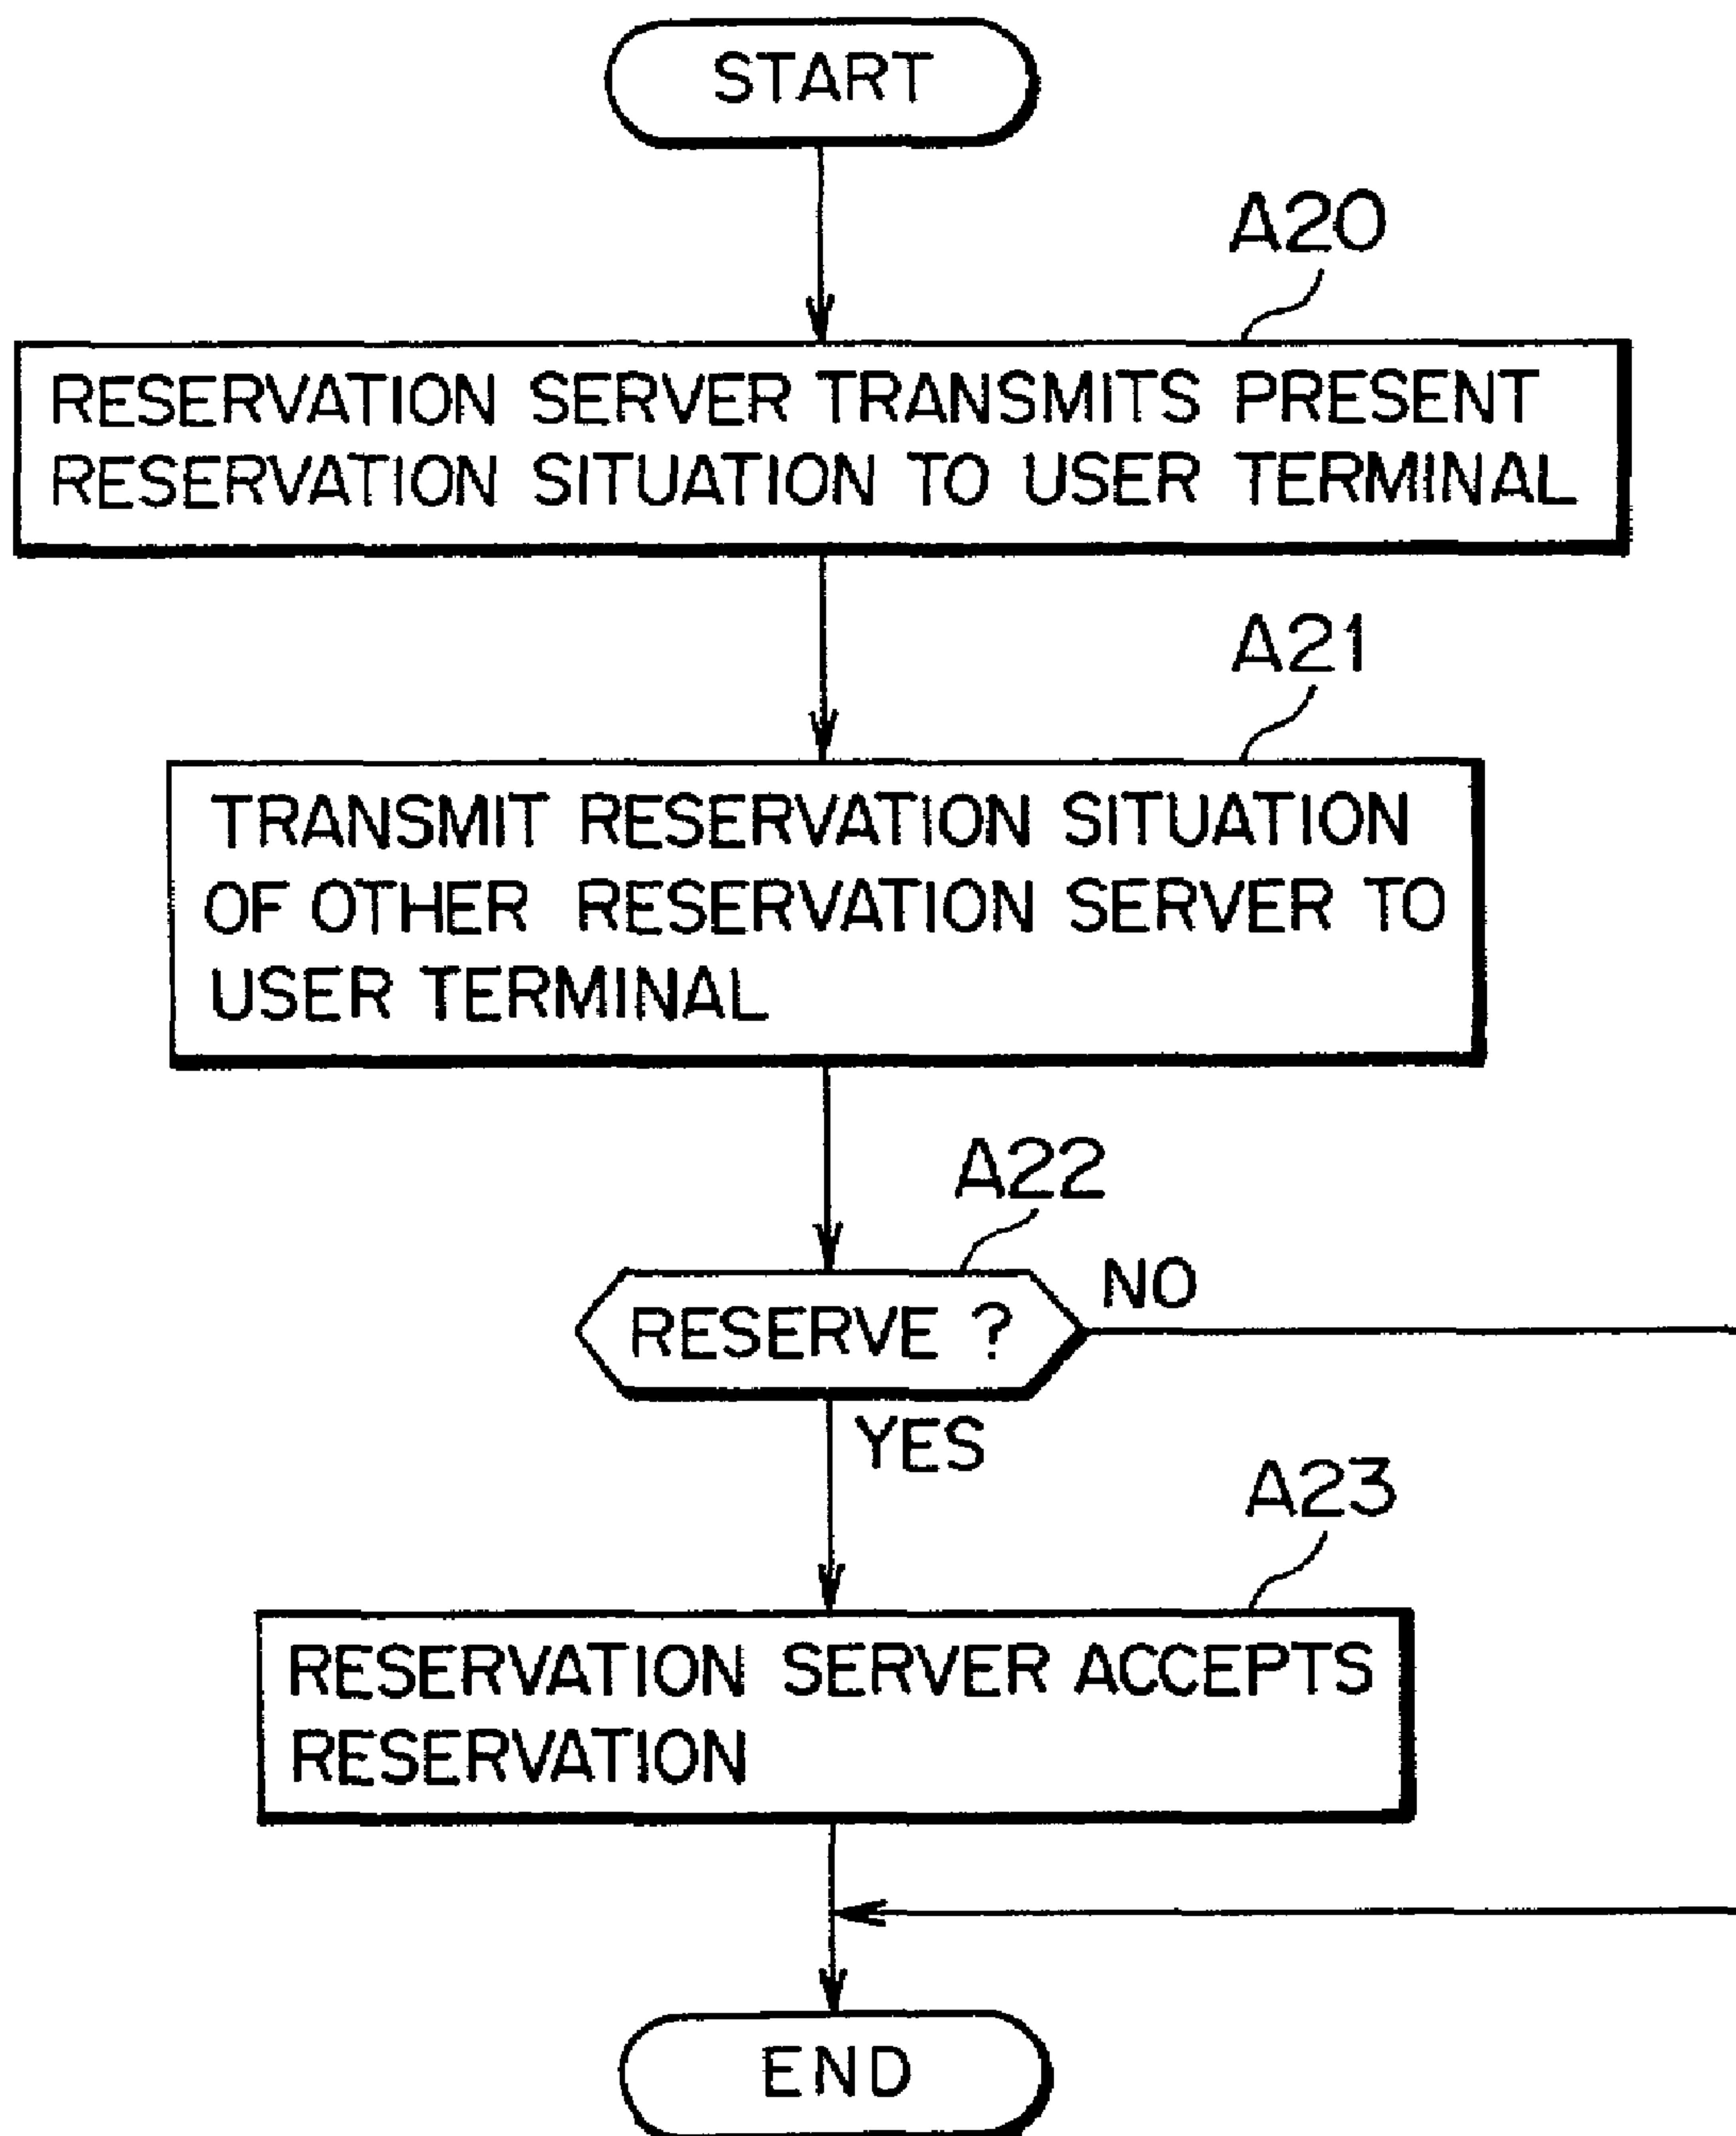 START
A20
RESERVATION SERVER TRANSMITS PRESENT
RESERVATION SITUATION TO USER TERMINAL
A21
TRANSMIT RESERVATION SITUATION
OF OTHER RESERVATION SERVER TO
USER TERMINAL
A22
RESERVE ?
NO
YES
A23
RESERVATION SERVER ACCEPTS
RESERVATION
END